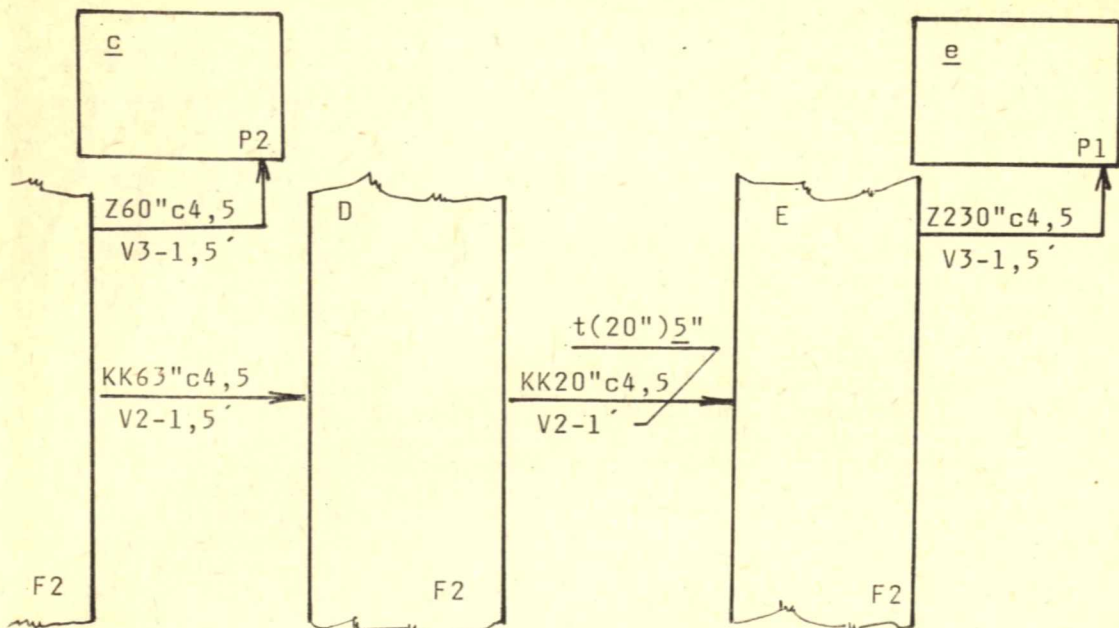 c
P2
e
P1
Z60"c4,5
V3-1,5´
D
E
Z230"c4,5
V3-1,5´
t(20")5"
KK63"c4,5
V2-1,5´
KK20"c4,5
V2-1´
F2
F2
F2